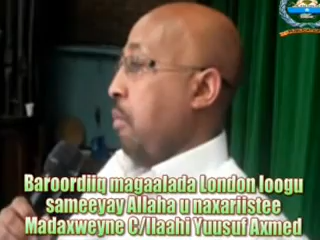 Baroordiiq magaalada London loogu
sameeyay Allaha u naxariistee
Madaxweyne C/llaahi Yuusuf Axmed